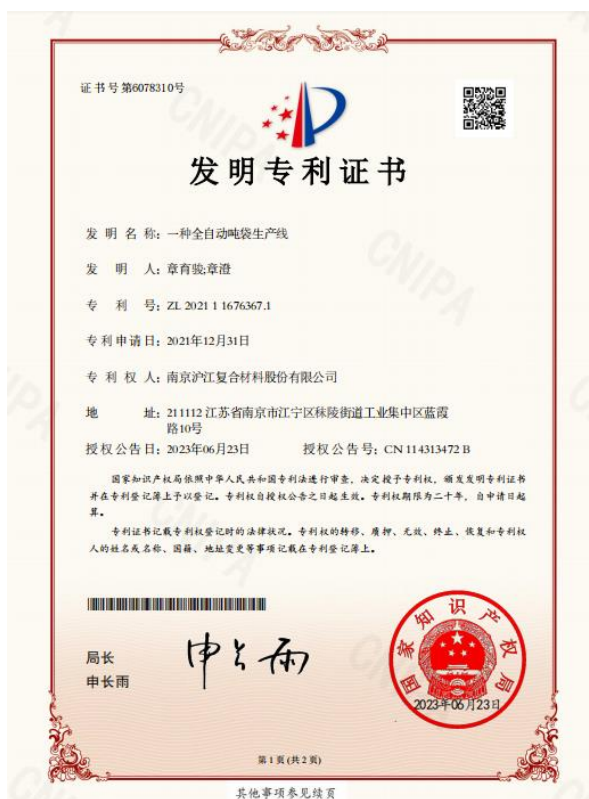 证书号第6078310号
发明专利证书
发明名称：一种全自动吨袋生产线
发明人：章育骏;章澄
专利号：ZL 2021 1 1676367.1
专利申请日：2021年12月31日
专利权人：南京沪江复合材料股份有限公司
地址：211112 江苏省南京市江宁区秣陵街道工业集中区蓝霞
路10号
授权公告日：2023年06月23日 授权公告号：CN 114313472 B
国家知识产权局依照中华人民共和国专利法进行审查，决定授予专利权，颁发发明专利证书
并在专利登记簿上予以登记。专利权自授权公告之日起生效。专利权期限为二十年，自申请日起
算。
专利证书记载专利权登记时的法律状况。专利权的转移、质押、无效、终止、恢复和专利权
人的姓名或名称、国籍、地址变更等事项记载在专利登记簿上。
局长
申长雨
申长雨
国家知识产权局
2023年06月23日
第1页(共2页)
其他事项参见续页
CNIPA